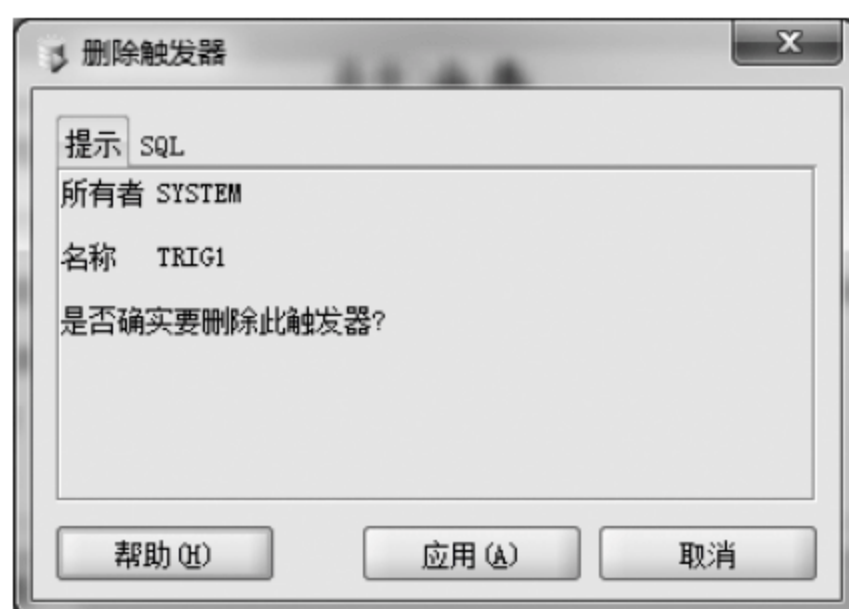 删除触发器
提示 SQL
所有者 SYSTEM
名称 TRIG1
是否确实要删除此触发器?
帮助(H) 应用(A) 取消